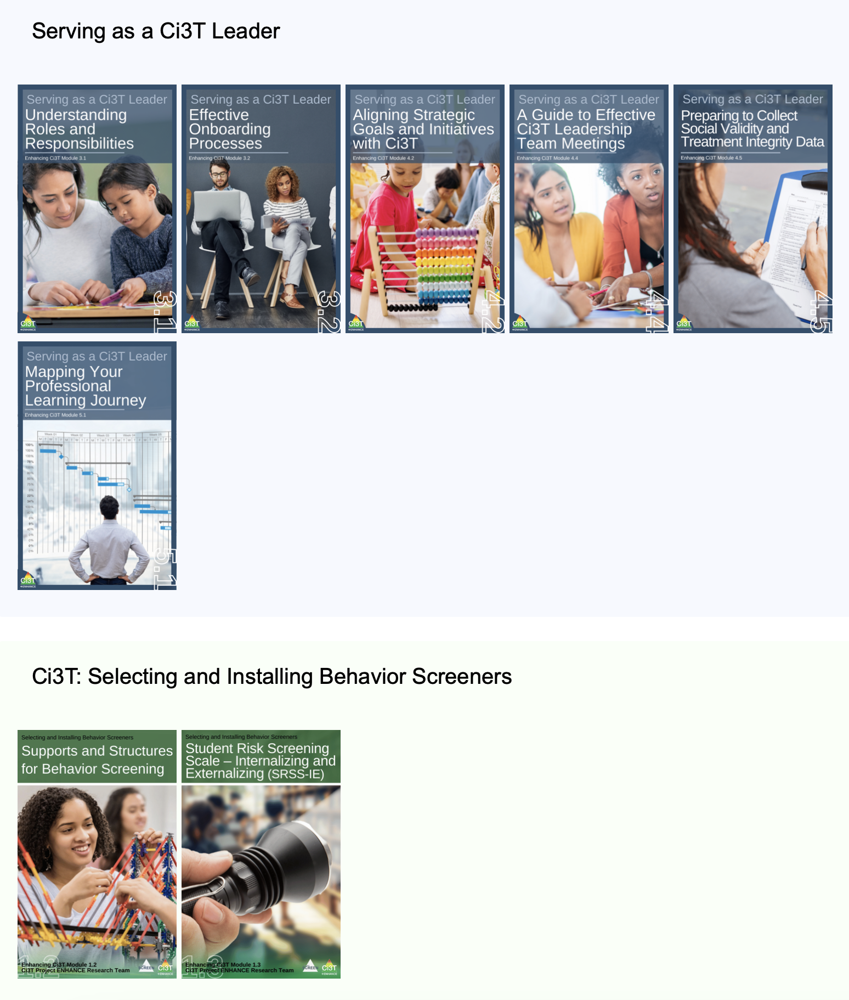 Serving as a Ci3T Leader
Serving as a Ci3T Leader
Understanding
Roles and
Responsibilities
Enhancing Ci3T Module 3.1
3.1
Ci3T
+ENHANCE
Serving as a Ci3T Leader
Effective
Onboarding
Processes
Enhancing Ci3T Module 3.2
3.2
Ci3T
+ENHANCE
Serving as a Ci3T Leader
Aligning Strategic
Goals and Initiatives
with Ci3T
Enhancing Ci3T Module 4.2
4.2
Ci3T
+ENHANCE
Serving as a Ci3T Leader
A Guide to Effective
Ci3T Leadership
Team Meetings
Enhancing Ci3T Module 4.4
4.4
Ci3T
+ENHANCE
Serving as a Ci3T Leader
Preparing to Collect
Social Validity and
Treatment Integrity Data
Enhancing Ci3T Module 4.5
4.5
Ci3T
+ENHANCE
Serving as a Ci3T Leader
Mapping Your
Professional
Learning Journey
Enhancing Ci3T Module 5.1
Week 01 Week 02 Week 03 Week 04 Week 05
5.1
Ci3T
+ENHANCE
Ci3T: Selecting and Installing Behavior Screeners
Selecting and Installing Behavior Screeners
Supports and Structures
for Behavior Screening
1.2
Enhancing Ci3T Module 1.2
Ci3T Project ENHANCE Research Team
SCREEN
Ci3T
+ENHANCE
Selecting and Installing Behavior Screeners
Student Risk Screening
Scale – Internalizing and
Externalizing (SRSS-IE)
1.3
Enhancing Ci3T Module 1.3
Ci3T Project ENHANCE Research Team
SCREEN
Ci3T
+ENHANCE